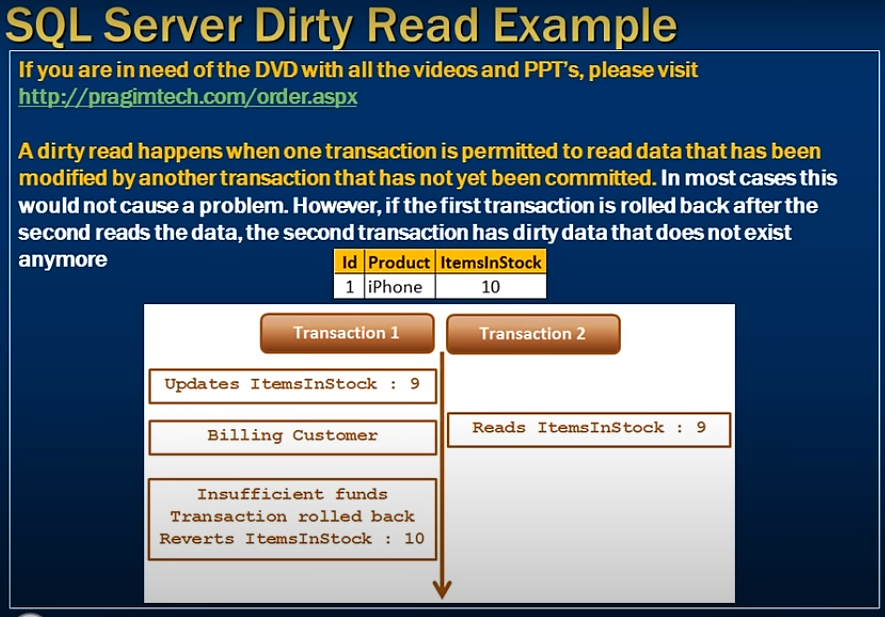 SQL Server Dirty Read Example
If you are in need of the DVD with all the videos and PPT's, please visit
http://pragimtech.com/order.aspx
A dirty read happens when one transaction is permitted to read data that has been
modified by another transaction that has not yet been committed. In most cases this
would not cause a problem. However, if the first transaction is rolled back after the
second reads the data, the second transaction has dirty data that does not exist
anymore
Id Product ItemsInStock
1 iPhone 10
Transaction 1 Transaction 2
Updates ItemsInStock : 9
Reads ItemsInStock : 9
Billing Customer
Insufficient funds
Transaction rolled back
Reverts ItemsInStock : 10